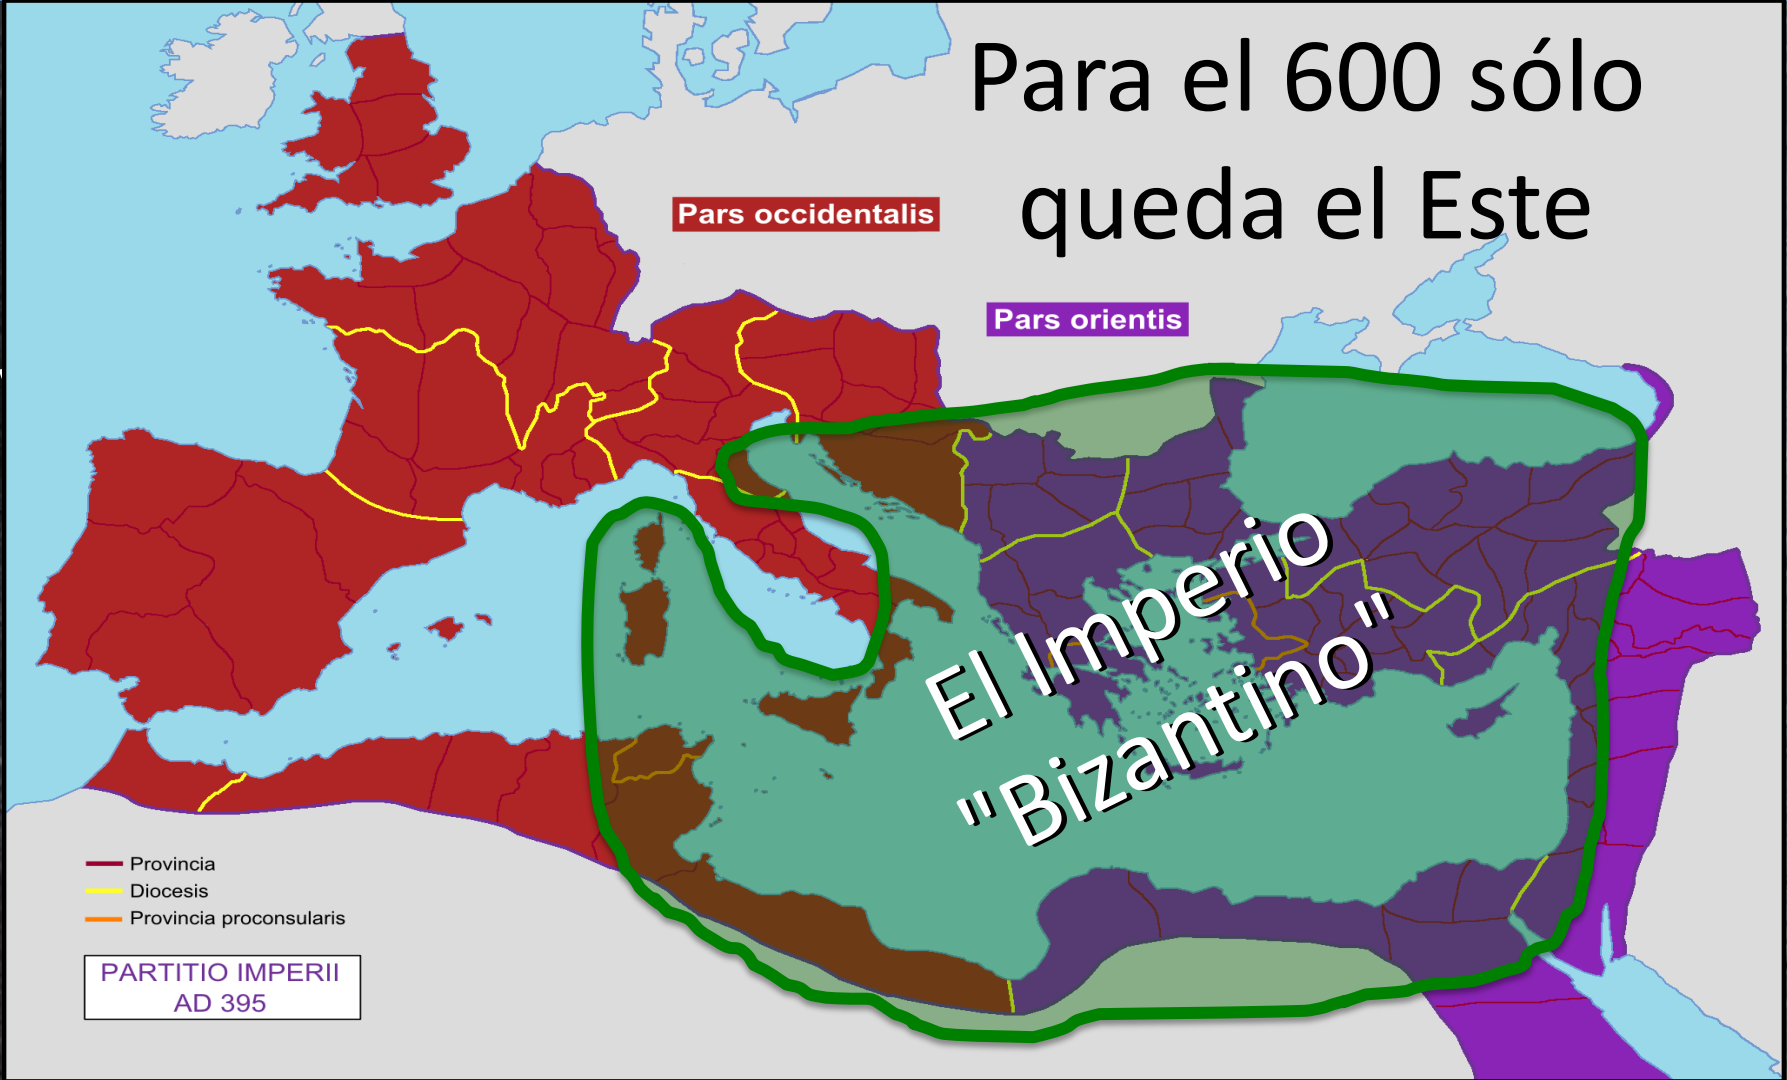 Para el 600 sólo
queda el Este
Pars occidentalis
Pars orientis
El Imperio
"Bizantino"
Provincia
Diocesis
Provincia proconsularis
PARTITIO IMPERII
AD 395